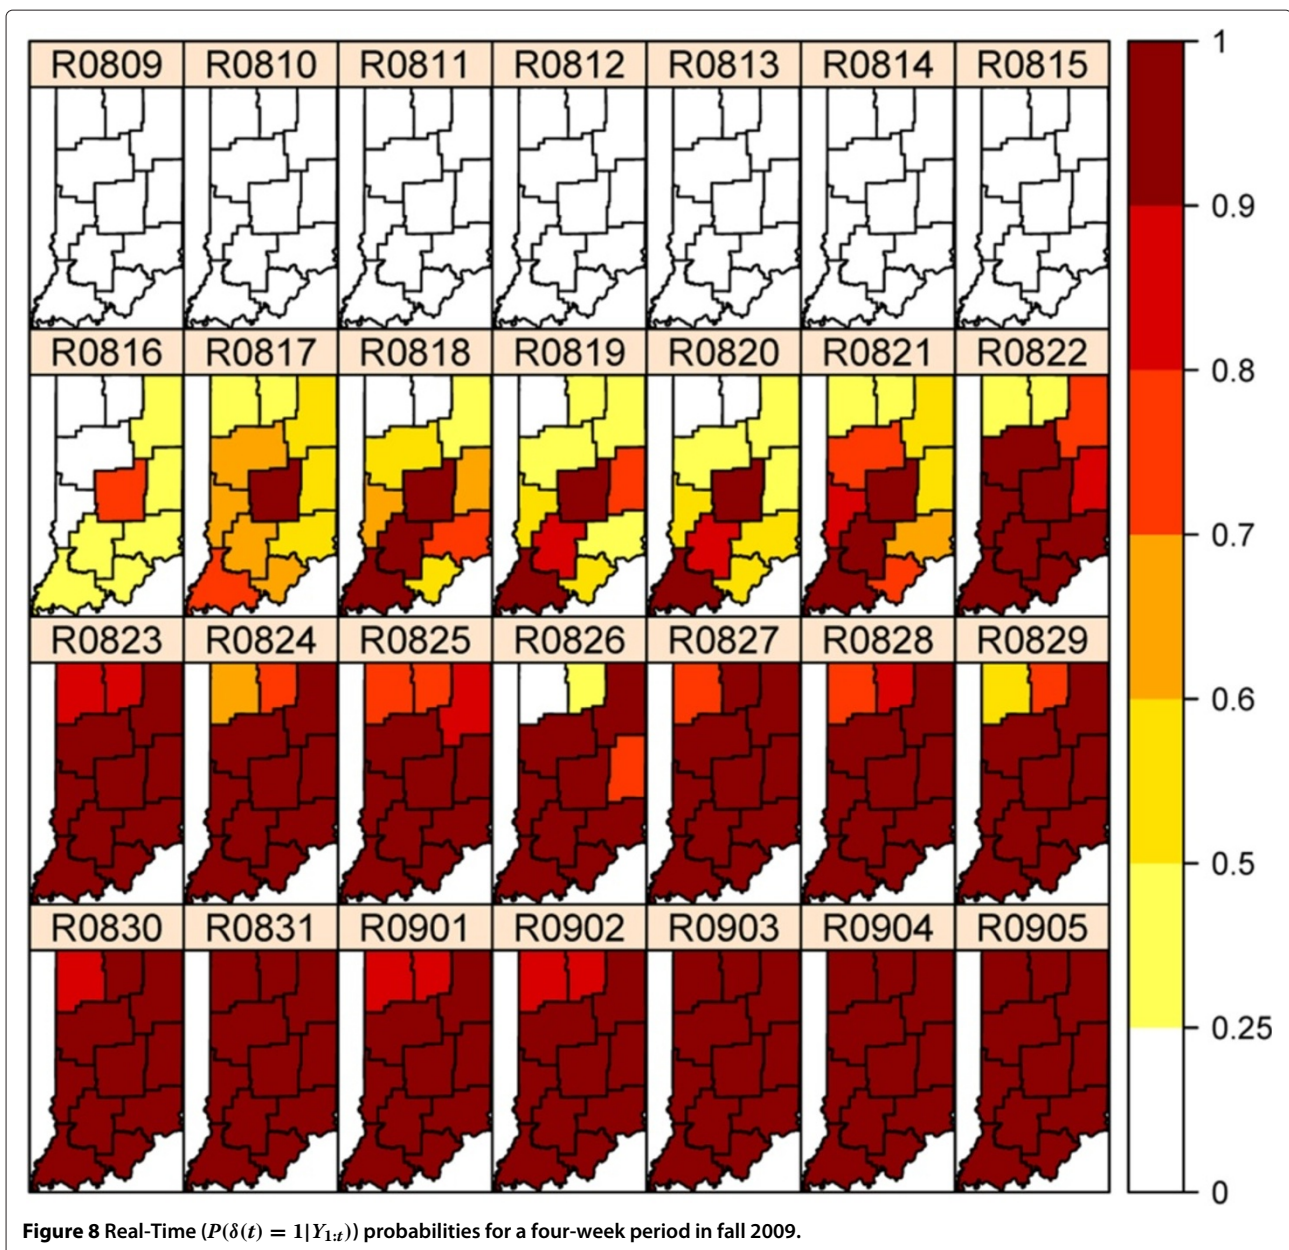 R0809 R0810 R0811 R0812 R0813 R0814 R0815
R0816 R0817 R0818 R0819 R0820 R0821 R0822
R0823 R0824 R0825 R0826 R0827 R0828 R0829
R0830 R0831 R0901 R0902 R0903 R0904 R0905
1
0.9
0.8
0.7
0.6
0.5
0.25
0
Figure 8 Real-Time (P(δ(t) = 1|Y1:t)) probabilities for a four-week period in fall 2009.